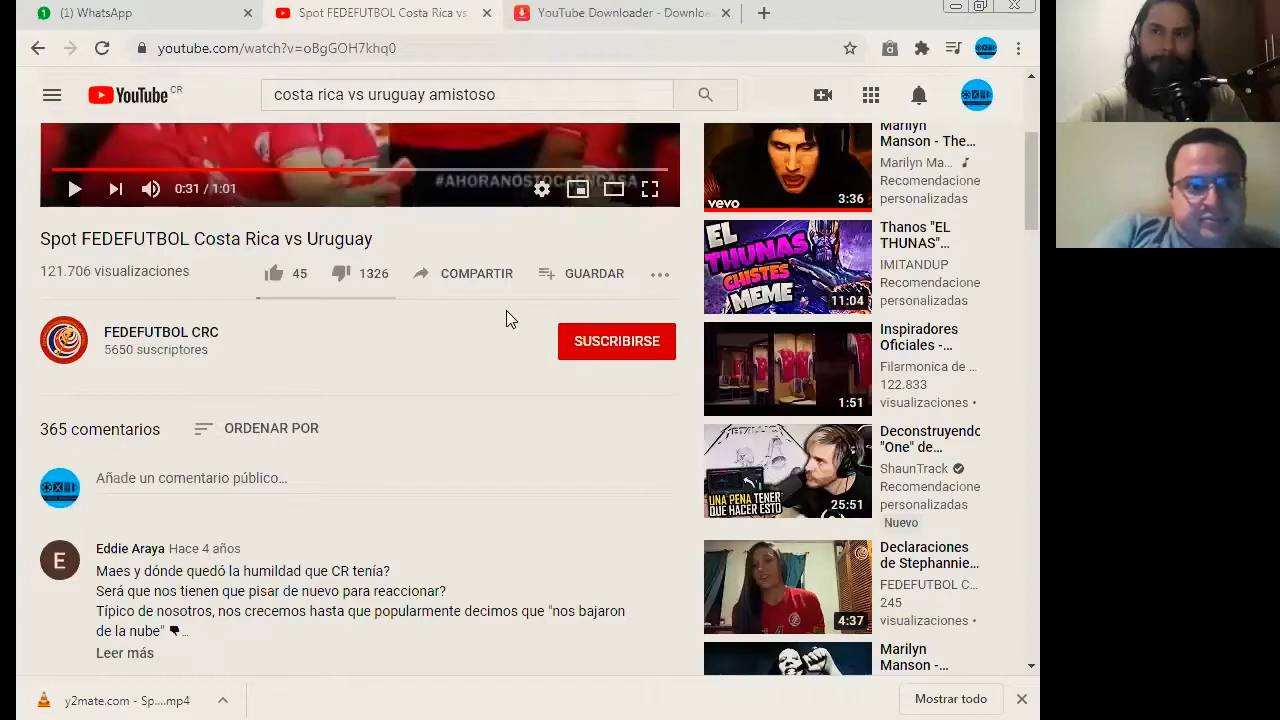 (1) WhatsApp
Spot FEDEFUTBOL Costa Rica vs
YouTube Downloader - Downloa
youtube.com/watch?v=oBgGOH7khq0
YouTube CR
costa rica vs uruguay amistoso
#AHORANOSTOCAENCASA
0:31 / 1:01
Spot FEDEFUTBOL Costa Rica vs Uruguay
121.706 visualizaciones
45
1326
COMPARTIR
GUARDAR
FEDEFUTBOL CRC
5650 suscriptores
SUSCRIBIRSE
365 comentarios
ORDENAR POR
Añade un comentario público...
E
Eddie Araya Hace 4 años
Maes y dónde quedó la humildad que CR tenía?
Será que nos tienen que pisar de nuevo para reaccionar?
Típico de nosotros, nos crecemos hasta que popularmente decimos que "nos bajaron
de la nube" 👎...
Leer más
vevo
3:36
Marilyn
Manson - The...
Marilyn Ma...
Recomendacione
personalizadas
EL
THUNAS
CHISTES
MEME
11:04
Thanos "EL
THUNAS"...
IMITANDUP
Recomendacione
personalizadas
1:51
Inspiradores
Oficiales -...
Filarmonica de ...
122.833
visualizaciones •
UNA PENA TENER
QUE HACER ESTO
25:51
Deconstruyendo
"One" de...
ShaunTrack
Recomendacione
personalizadas
Nuevo
4:37
Declaraciones
de Stephannie...
FEDEFUTBOL C...
245
visualizaciones •
Marilyn
Manson -...
y2mate.com - Sp....mp4
Mostrar todo